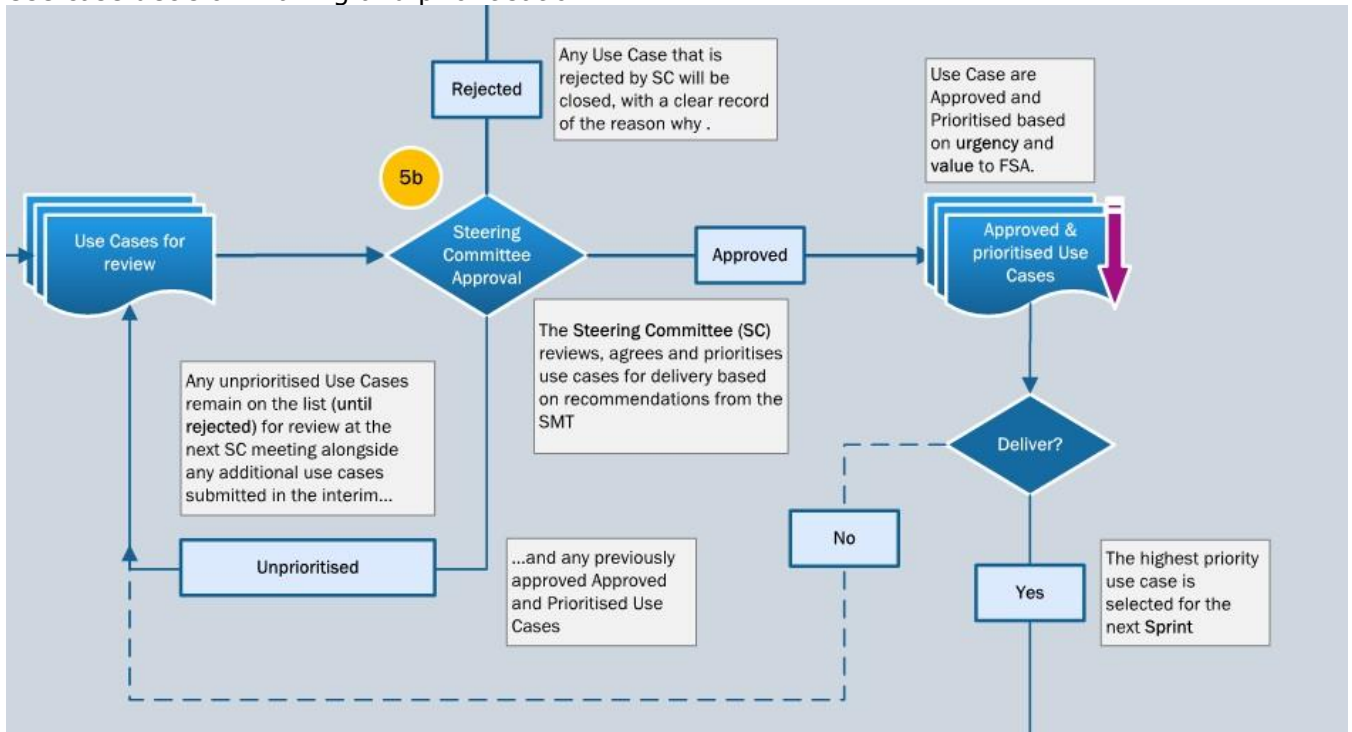 Rejected
Any Use Case that is
rejected by SC will be
closed, with a clear record
of the reason why .
Use Case are
Approved and
Prioritised based
on urgency and
value to FSA.
5b
Use Cases for
review
Steering
Committee
Approval
Approved
Approved &
prioritised Use
Cases
The Steering Committee (SC)
reviews, agrees and prioritises
use cases for delivery based
on recommendations from the
SMT
Any unprioritised Use Cases
remain on the list (until
rejected) for review at the
next SC meeting alongside
any additional use cases
submitted in the interim...
Deliver?
Unprioritised
...and any previously
approved Approved
and Prioritised Use
Cases
No
Yes
The highest priority
use case is
selected for the
next Sprint